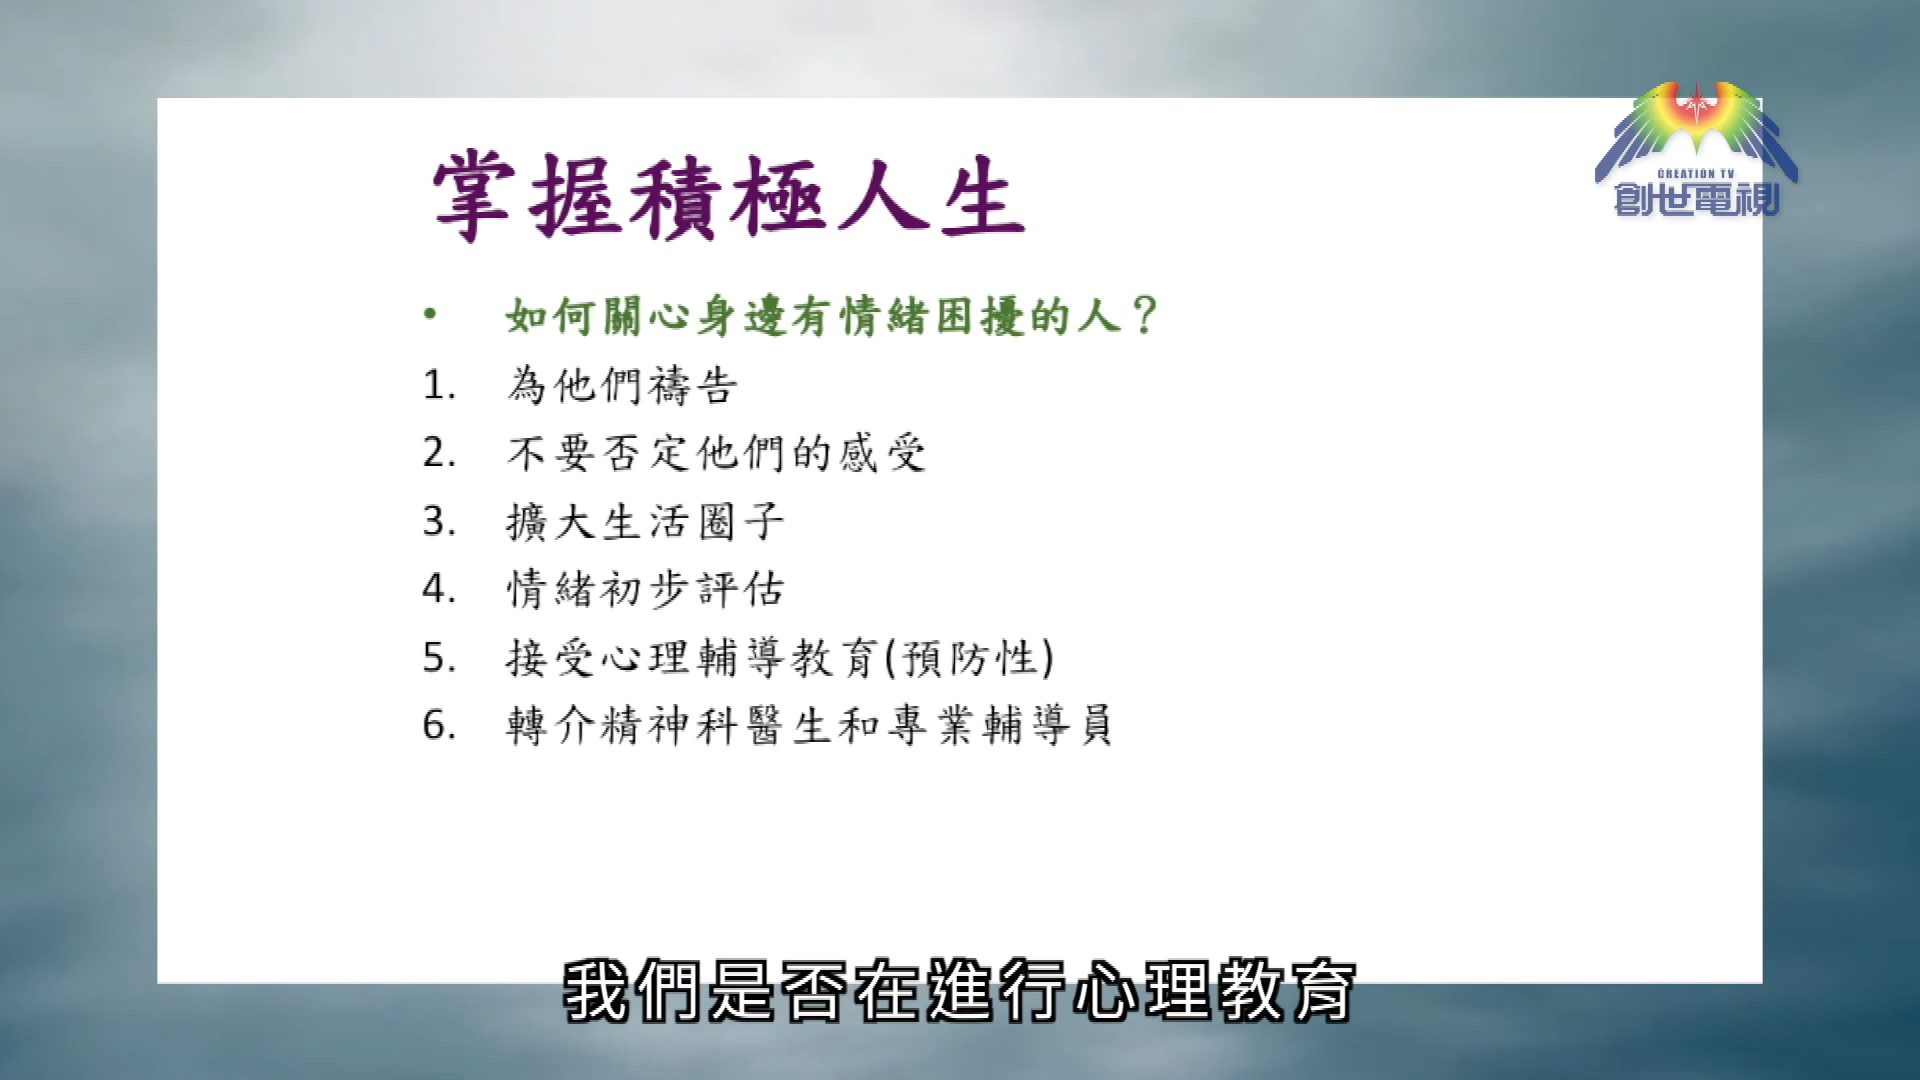 CREATION TV
創世電視
掌握積極人生
• 如何關心身邊有情緒困擾的人？
1. 為他們禱告
2. 不要否定他們的感受
3. 擴大生活圈子
4. 情緒初步評估
5. 接受心理輔導教育(預防性)
6. 轉介精神科醫生和專業輔導員
我們是否在進行心理教育